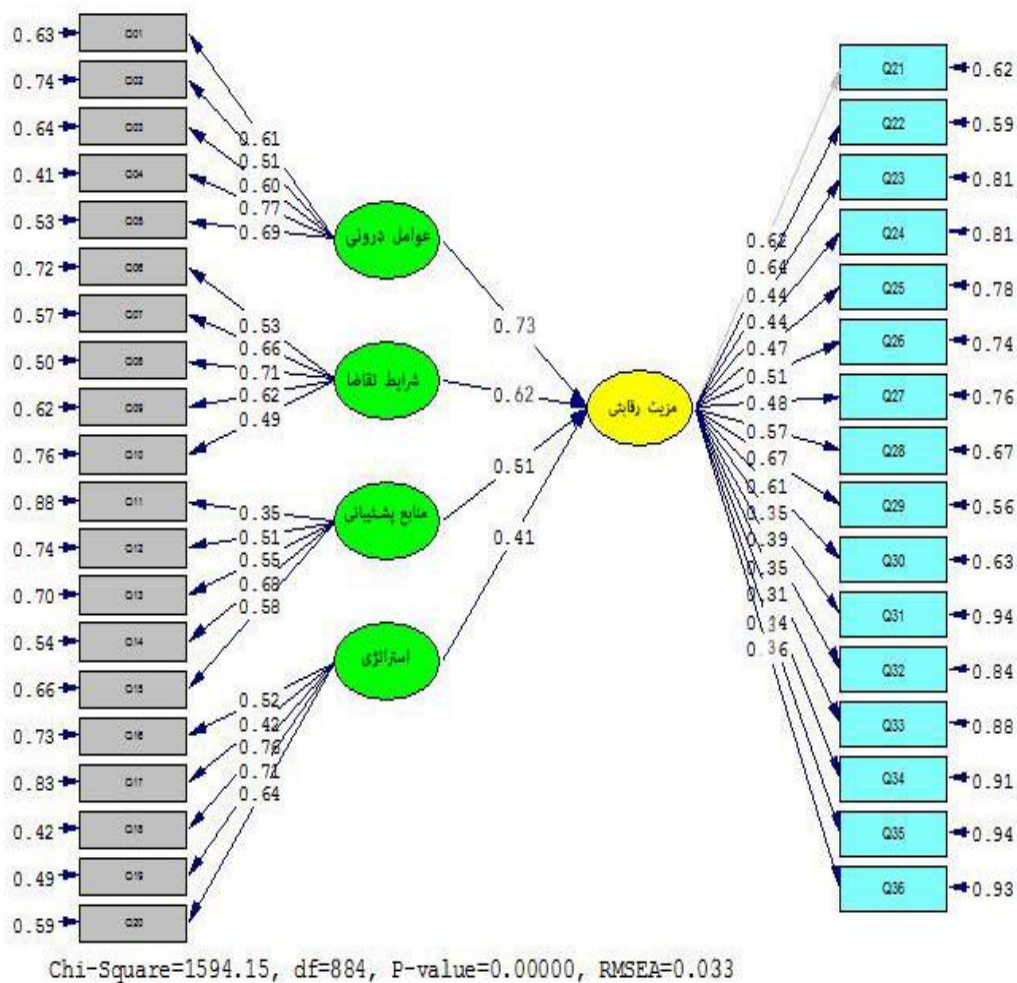 0.63 Q01
0.74 Q02
0.64 Q03
0.41 Q04
0.53 Q05
0.72 Q06
0.57 Q07
0.50 Q08
0.62 Q09
0.76 Q10
0.88 Q11
0.74 Q12
0.70 Q13
0.54 Q14
0.66 Q15
0.73 Q16
0.83 Q17
0.42 Q18
0.49 Q19
0.59 Q20
0.61
0.51
0.60
0.77
0.69
0.53
0.66
0.71
0.62
0.49
0.35
0.51
0.55
0.68
0.58
0.52
0.42
0.76
0.71
0.64
عوامل درونی
شرایط تقاضا
منابع پشتیبانی
استراتژی
0.73
0.62
0.51
0.41
مزیت رقابتی
0.62
0.64
0.44
0.44
0.47
0.51
0.48
0.57
0.67
0.61
0.35
0.39
0.35
0.31
0.36
Q21 0.62
Q22 0.59
Q23 0.81
Q24 0.81
Q25 0.78
Q26 0.74
Q27 0.76
Q28 0.67
Q29 0.56
Q30 0.63
Q31 0.94
Q32 0.84
Q33 0.88
Q34 0.91
Q35 0.94
Q36 0.93
Chi-Square=1594.15, df=884, P-value=0.00000, RMSEA=0.033